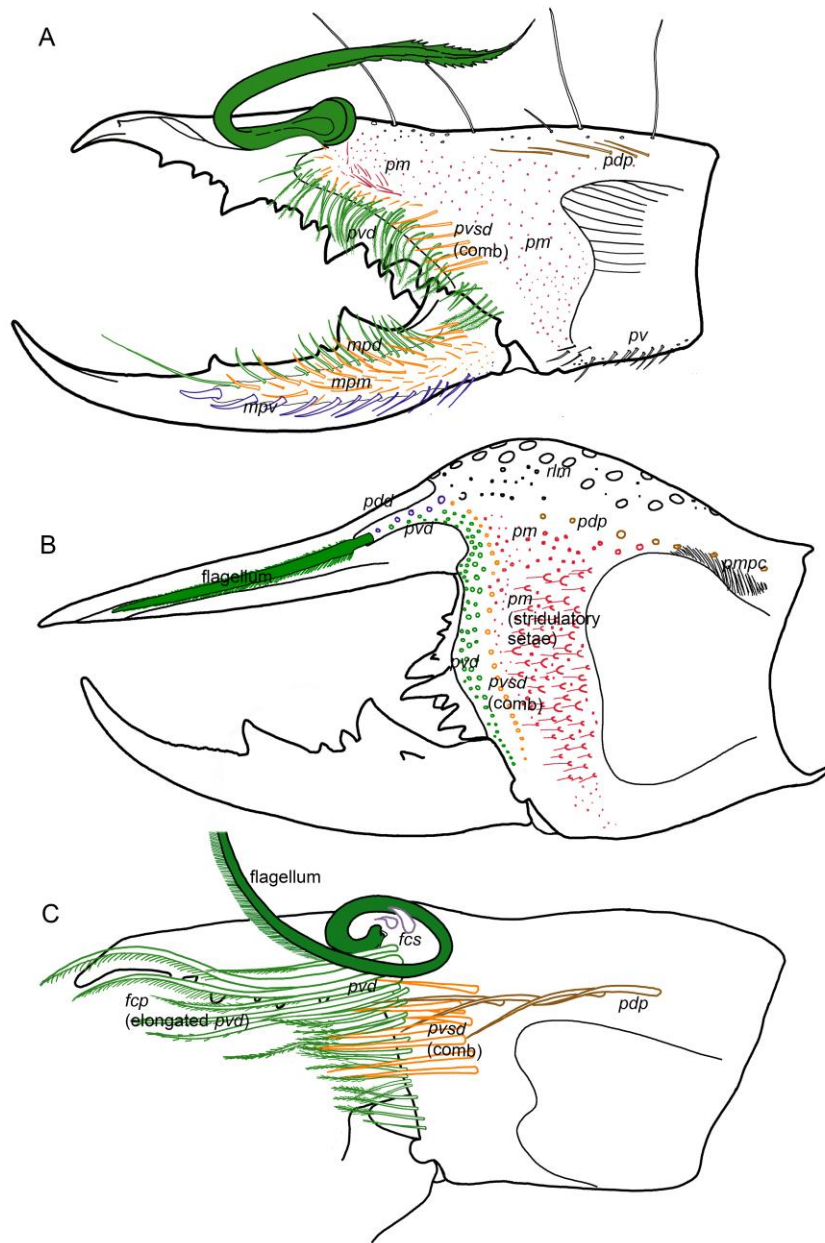 A
pm
pdp
pvd
pvsd
(comb)
pm
pv
mpd
mpm
mpv
B
rlm
pdd
pvd
pm
pdp
pmpc
flagellum
pm
(stridulatory
setae)
pvd
pvsd
(comb)
C
flagellum
fcs
pvd
fcp
(elongated pvd)
pvsd
(comb)
pdp